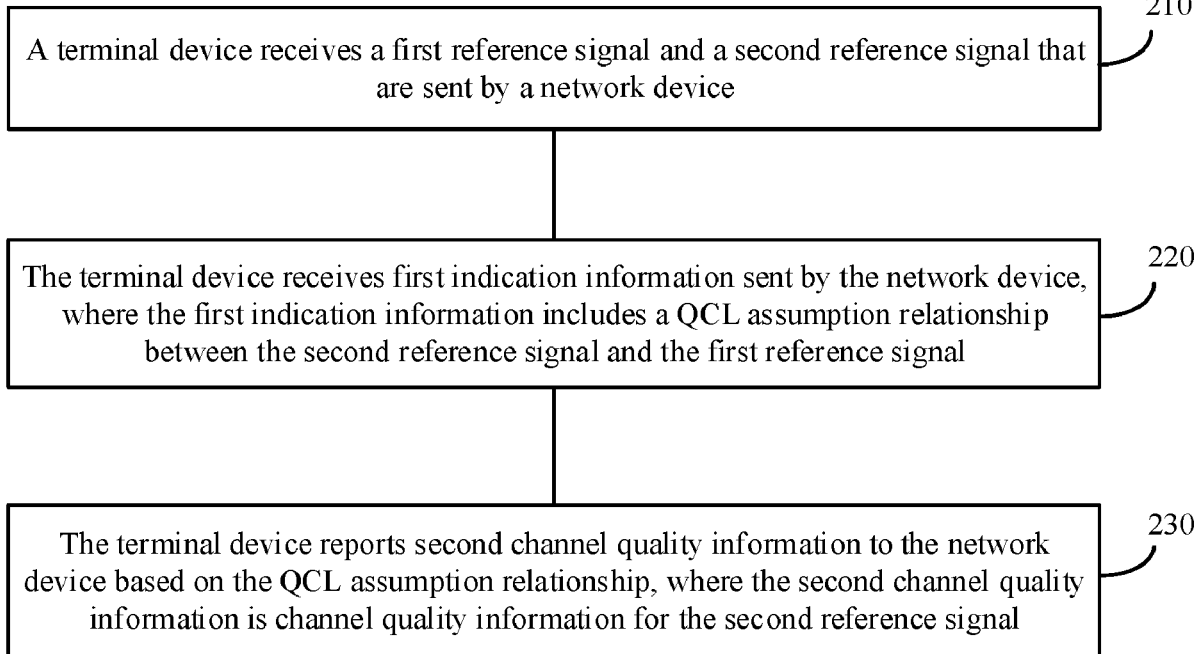 210
A terminal device receives a first reference signal and a second reference signal that
are sent by a network device
220
The terminal device receives first indication information sent by the network device,
where the first indication information includes a QCL assumption relationship
between the second reference signal and the first reference signal
230
The terminal device reports second channel quality information to the network
device based on the QCL assumption relationship, where the second channel quality
information is channel quality information for the second reference signal